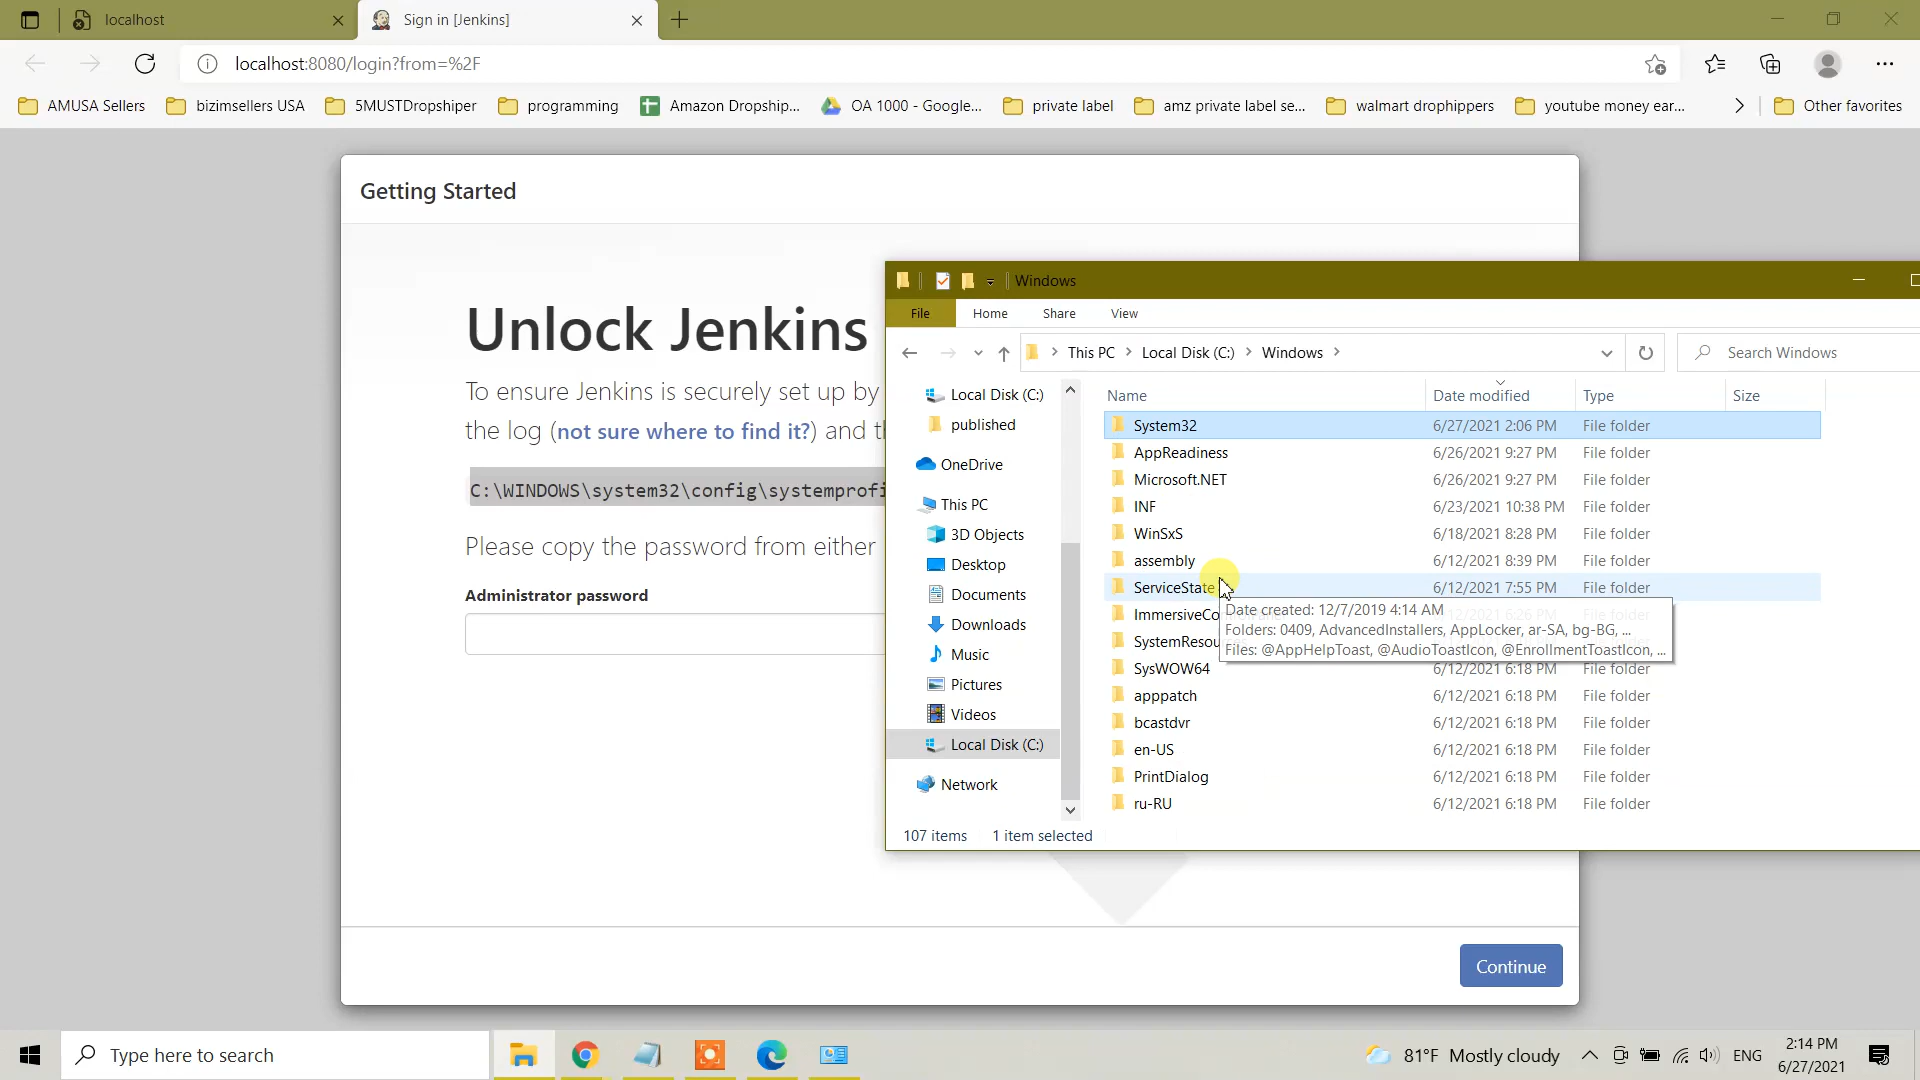 localhost
Sign in [Jenkins]
localhost:8080/login?from=%2F
AMUSA Sellers
bizimsellers USA
5MUSTDropshiper
programming
Amazon Dropship...
OA 1000 - Google...
private label
amz private label se...
walmart drophippers
youtube money ear...
Other favorites
Getting Started
Unlock Jenkins
To ensure Jenkins is securely set up by
the log (not sure where to find it?) and
C:\WINDOWS\system32\config\systemprofi
Please copy the password from either
Administrator password
Continue
Windows
File Home Share View
This PC > Local Disk (C:) > Windows >
Search Windows
Local Disk (C:)
published
OneDrive
This PC
3D Objects
Desktop
Documents
Downloads
Music
Pictures
Videos
Local Disk (C:)
Network
Name Date modified Type Size
System32 6/27/2021 2:06 PM File folder
AppReadiness 6/26/2021 9:27 PM File folder
Microsoft.NET 6/26/2021 9:27 PM File folder
INF 6/23/2021 10:38 PM File folder
WinSxS 6/18/2021 8:28 PM File folder
assembly 6/12/2021 8:39 PM File folder
ServiceState 6/12/2021 7:55 PM File folder
ImmersiveCo
Date created: 12/7/2019 4:14 AM
Folders: 0409, AdvancedInstallers, AppLocker, ar-SA, bg-BG, ...
Files: @AppHelpToast, @AudioToastIcon, @EnrollmentToastIcon, ...
SystemResou
SysWOW64 6/12/2021 6:18 PM File folder
apppatch 6/12/2021 6:18 PM File folder
bcastdvr 6/12/2021 6:18 PM File folder
en-US 6/12/2021 6:18 PM File folder
PrintDialog 6/12/2021 6:18 PM File folder
ru-RU 6/12/2021 6:18 PM File folder
107 items 1 item selected
Type here to search
81°F Mostly cloudy
ENG
2:14 PM
6/27/2021